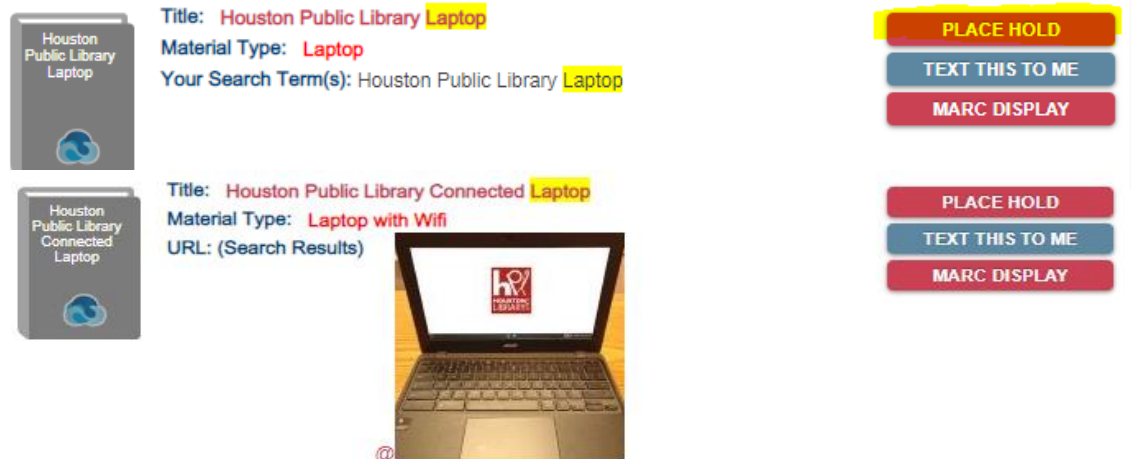 Houston
Public Library
Laptop
Title: Houston Public Library Laptop
Material Type: Laptop
Your Search Term(s): Houston Public Library Laptop
PLACE HOLD
TEXT THIS TO ME
MARC DISPLAY
Houston
Public Library
Connected
Laptop
Title: Houston Public Library Connected Laptop
Material Type: Laptop with Wifi
URL: (Search Results)
@
PLACE HOLD
TEXT THIS TO ME
MARC DISPLAY